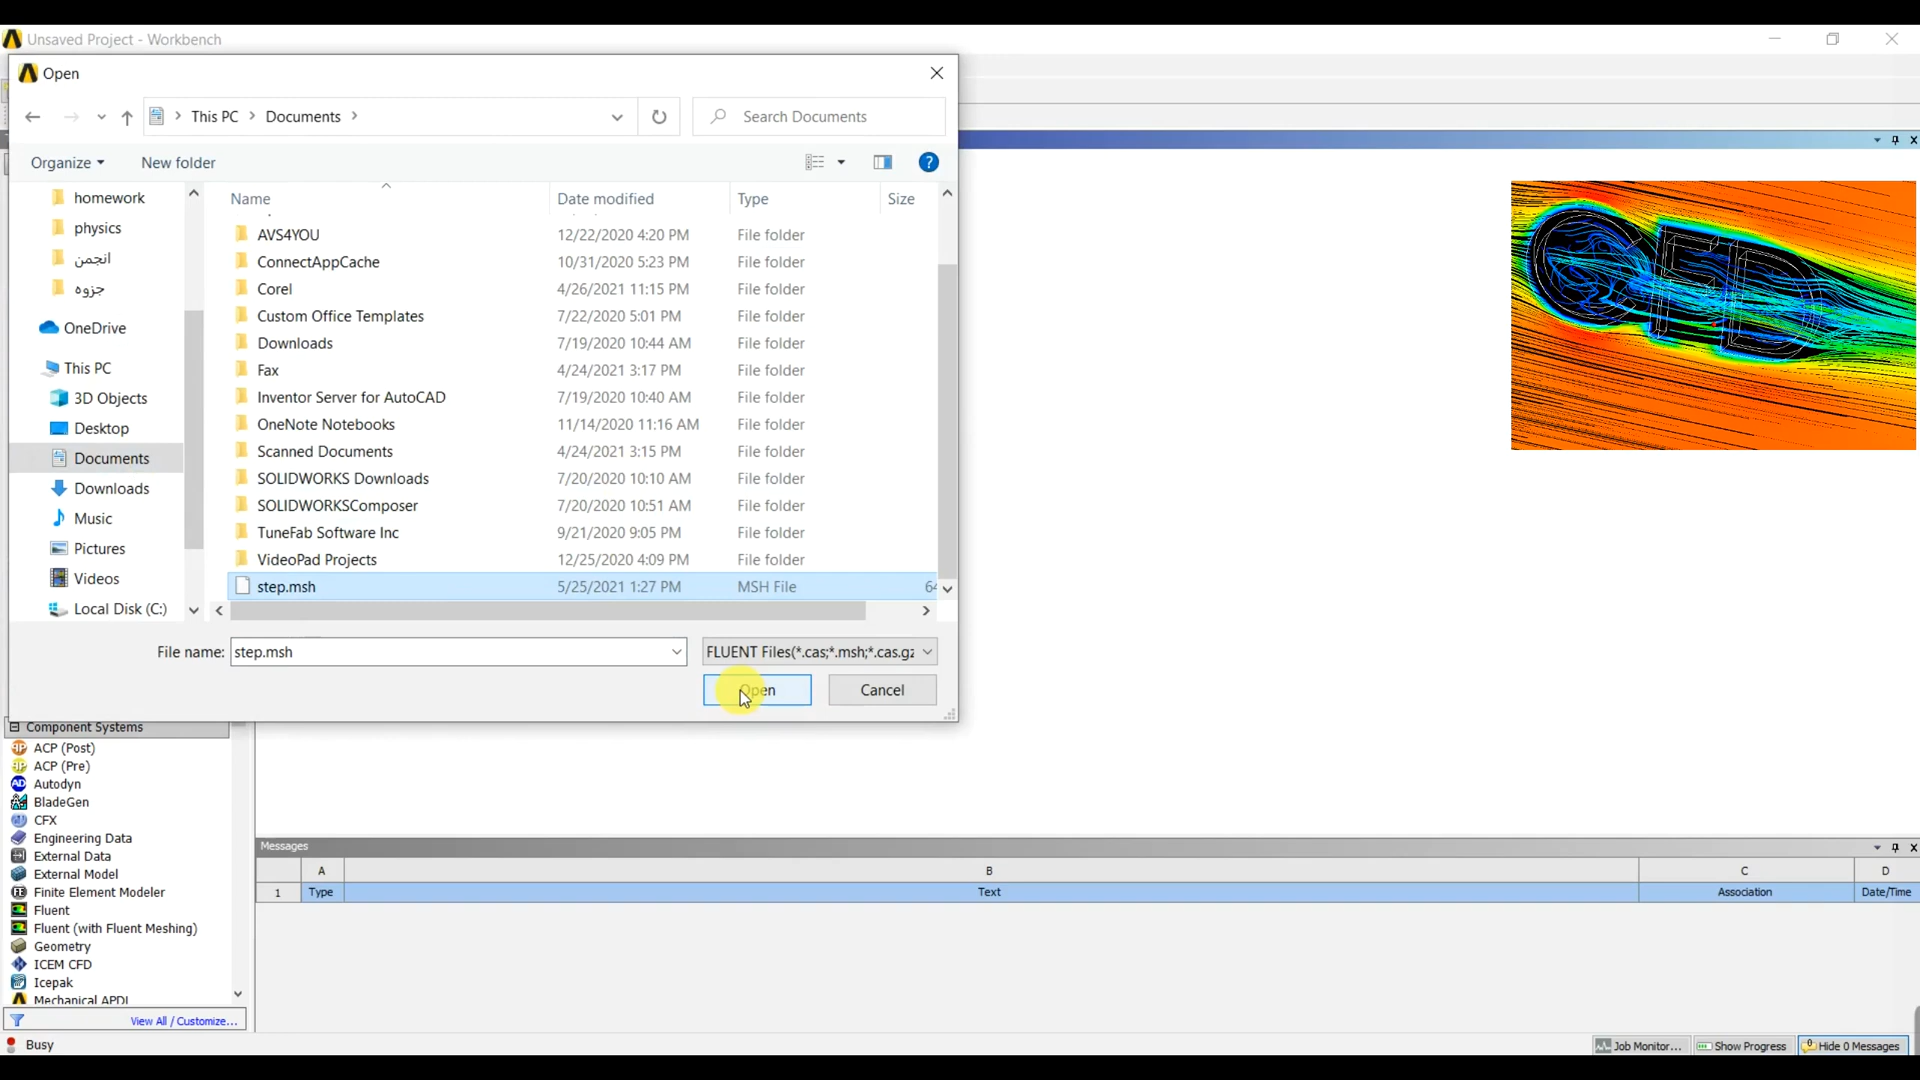 Unsaved Project - Workbench
Open
This PC > Documents >
Search Documents
Organize
New folder
homework
physics
انجمن
جزوه
OneDrive
This PC
3D Objects
Desktop
Documents
Downloads
Music
Pictures
Videos
Local Disk (C:)
Name Date modified Type Size
AVS4YOU 12/22/2020 4:20 PM File folder
ConnectAppCache 10/31/2020 5:23 PM File folder
Corel 4/26/2021 11:15 PM File folder
Custom Office Templates 7/22/2020 5:01 PM File folder
Downloads 7/19/2020 10:44 AM File folder
Fax 4/24/2021 3:17 PM File folder
Inventor Server for AutoCAD 7/19/2020 10:40 AM File folder
OneNote Notebooks 11/14/2020 11:16 AM File folder
Scanned Documents 4/24/2021 3:15 PM File folder
SOLIDWORKS Downloads 7/20/2020 10:10 AM File folder
SOLIDWORKSComposer 7/20/2020 10:51 AM File folder
TuneFab Software Inc 9/21/2020 9:05 PM File folder
VideoPad Projects 12/25/2020 4:09 PM File folder
step.msh 5/25/2021 1:27 PM MSH File 64
File name: step.msh
FLUENT Files(*.cas;*.msh;*.cas.gz
Open
Cancel
CFD
Component Systems
ACP (Post)
ACP (Pre)
Autodyn
BladeGen
CFX
Engineering Data
External Data
External Model
Finite Element Modeler
Fluent
Fluent (with Fluent Meshing)
Geometry
ICEM CFD
Icepak
Mechanical APDL
View All / Customize...
Messages
A B C D
1 Type Text Association Date/Time
Busy
Job Monitor...
Show Progress
Hide 0 Messages